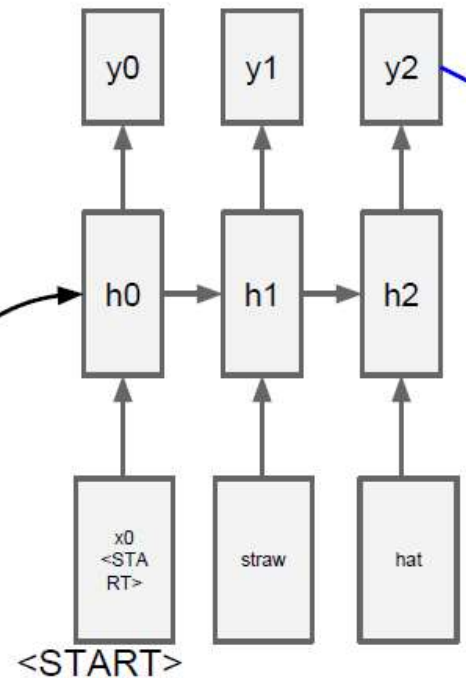 y0 y1 y2
h0 h1 h2
x0
<STA
RT>
straw
hat
<START>